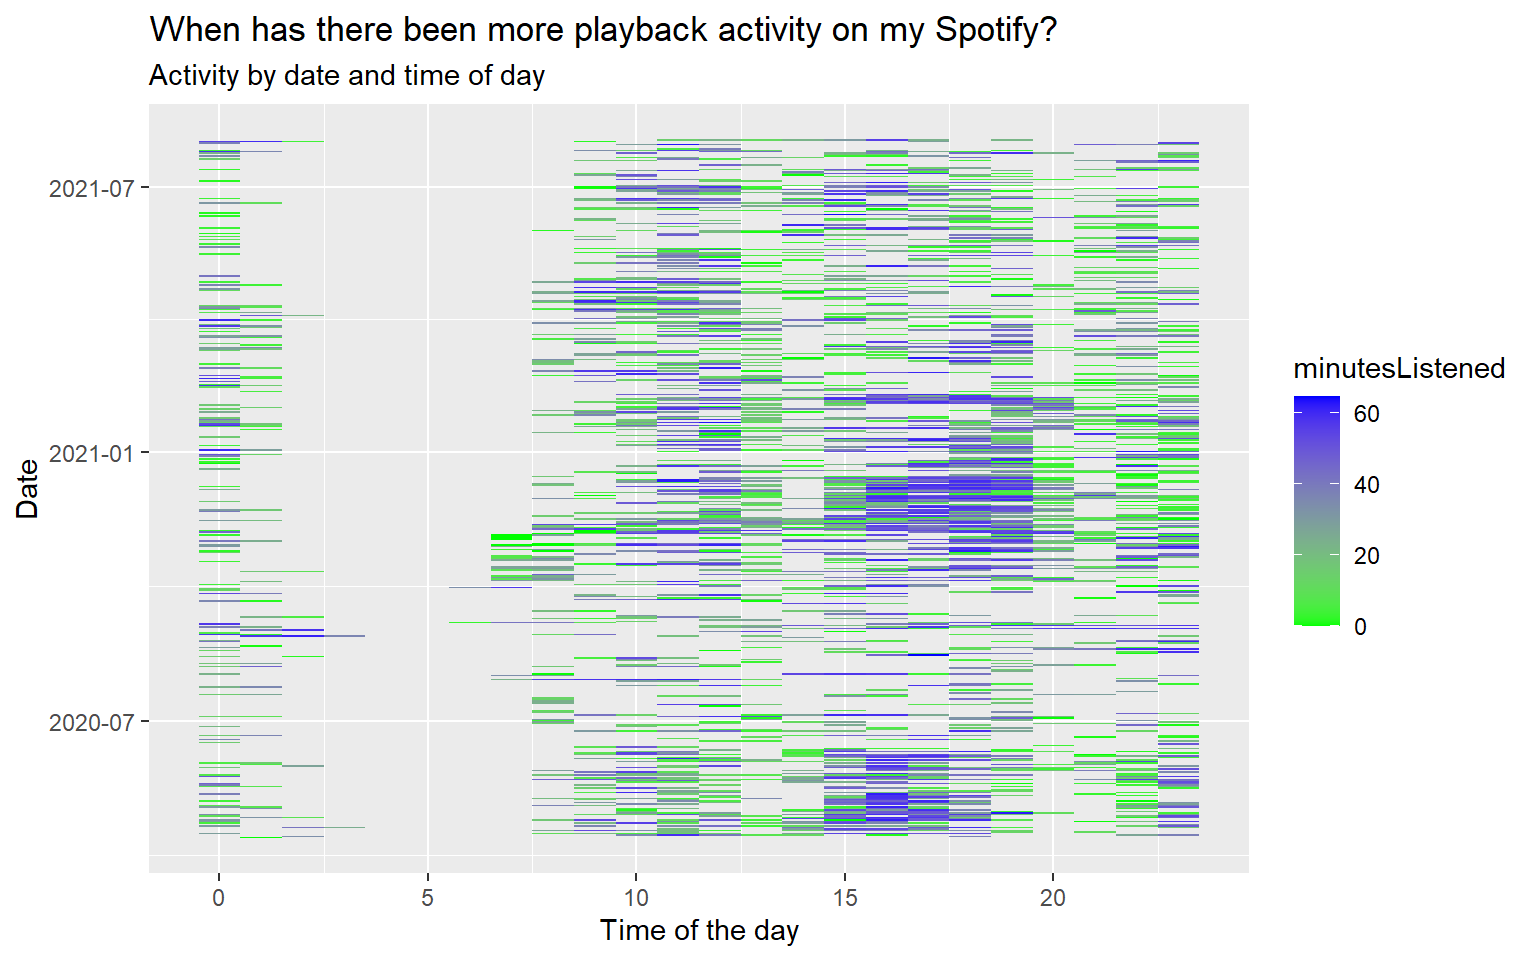 When has there been more playback activity on my Spotify?
Activity by date and time of day
2021-07
2021-01
2020-07
Date
0 5 10 15 20
Time of the day
minutesListened
60
40
20
0